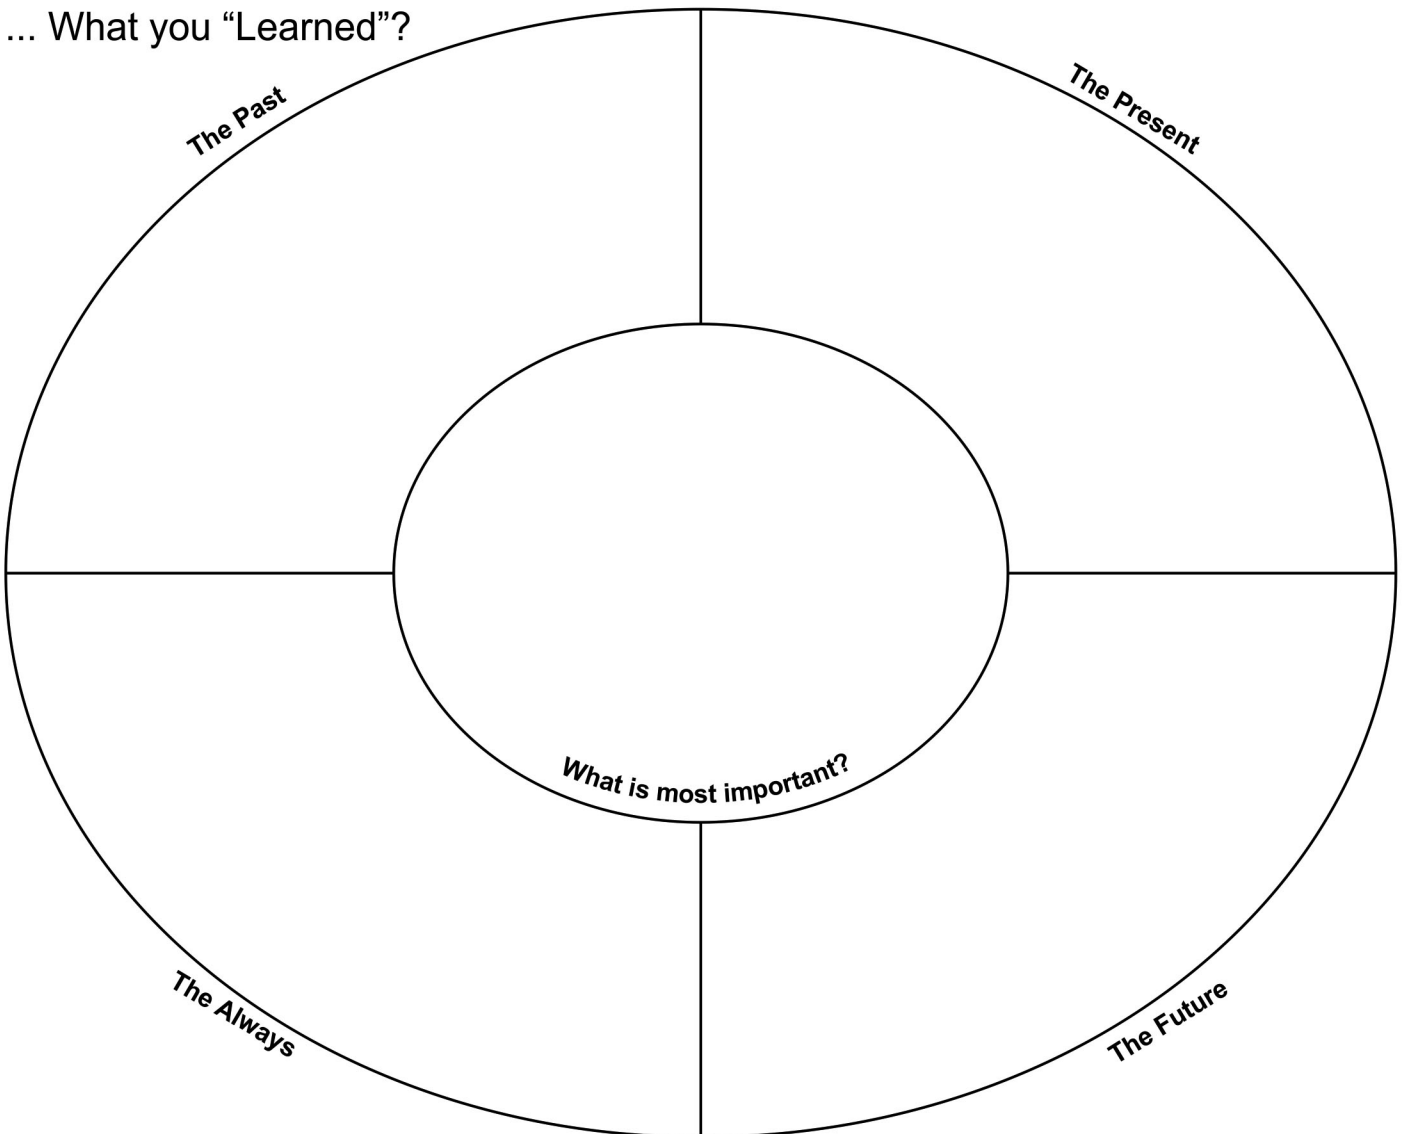 ... What you “Learned”?
The Past
The Present
What is most important?
The Always
The Future